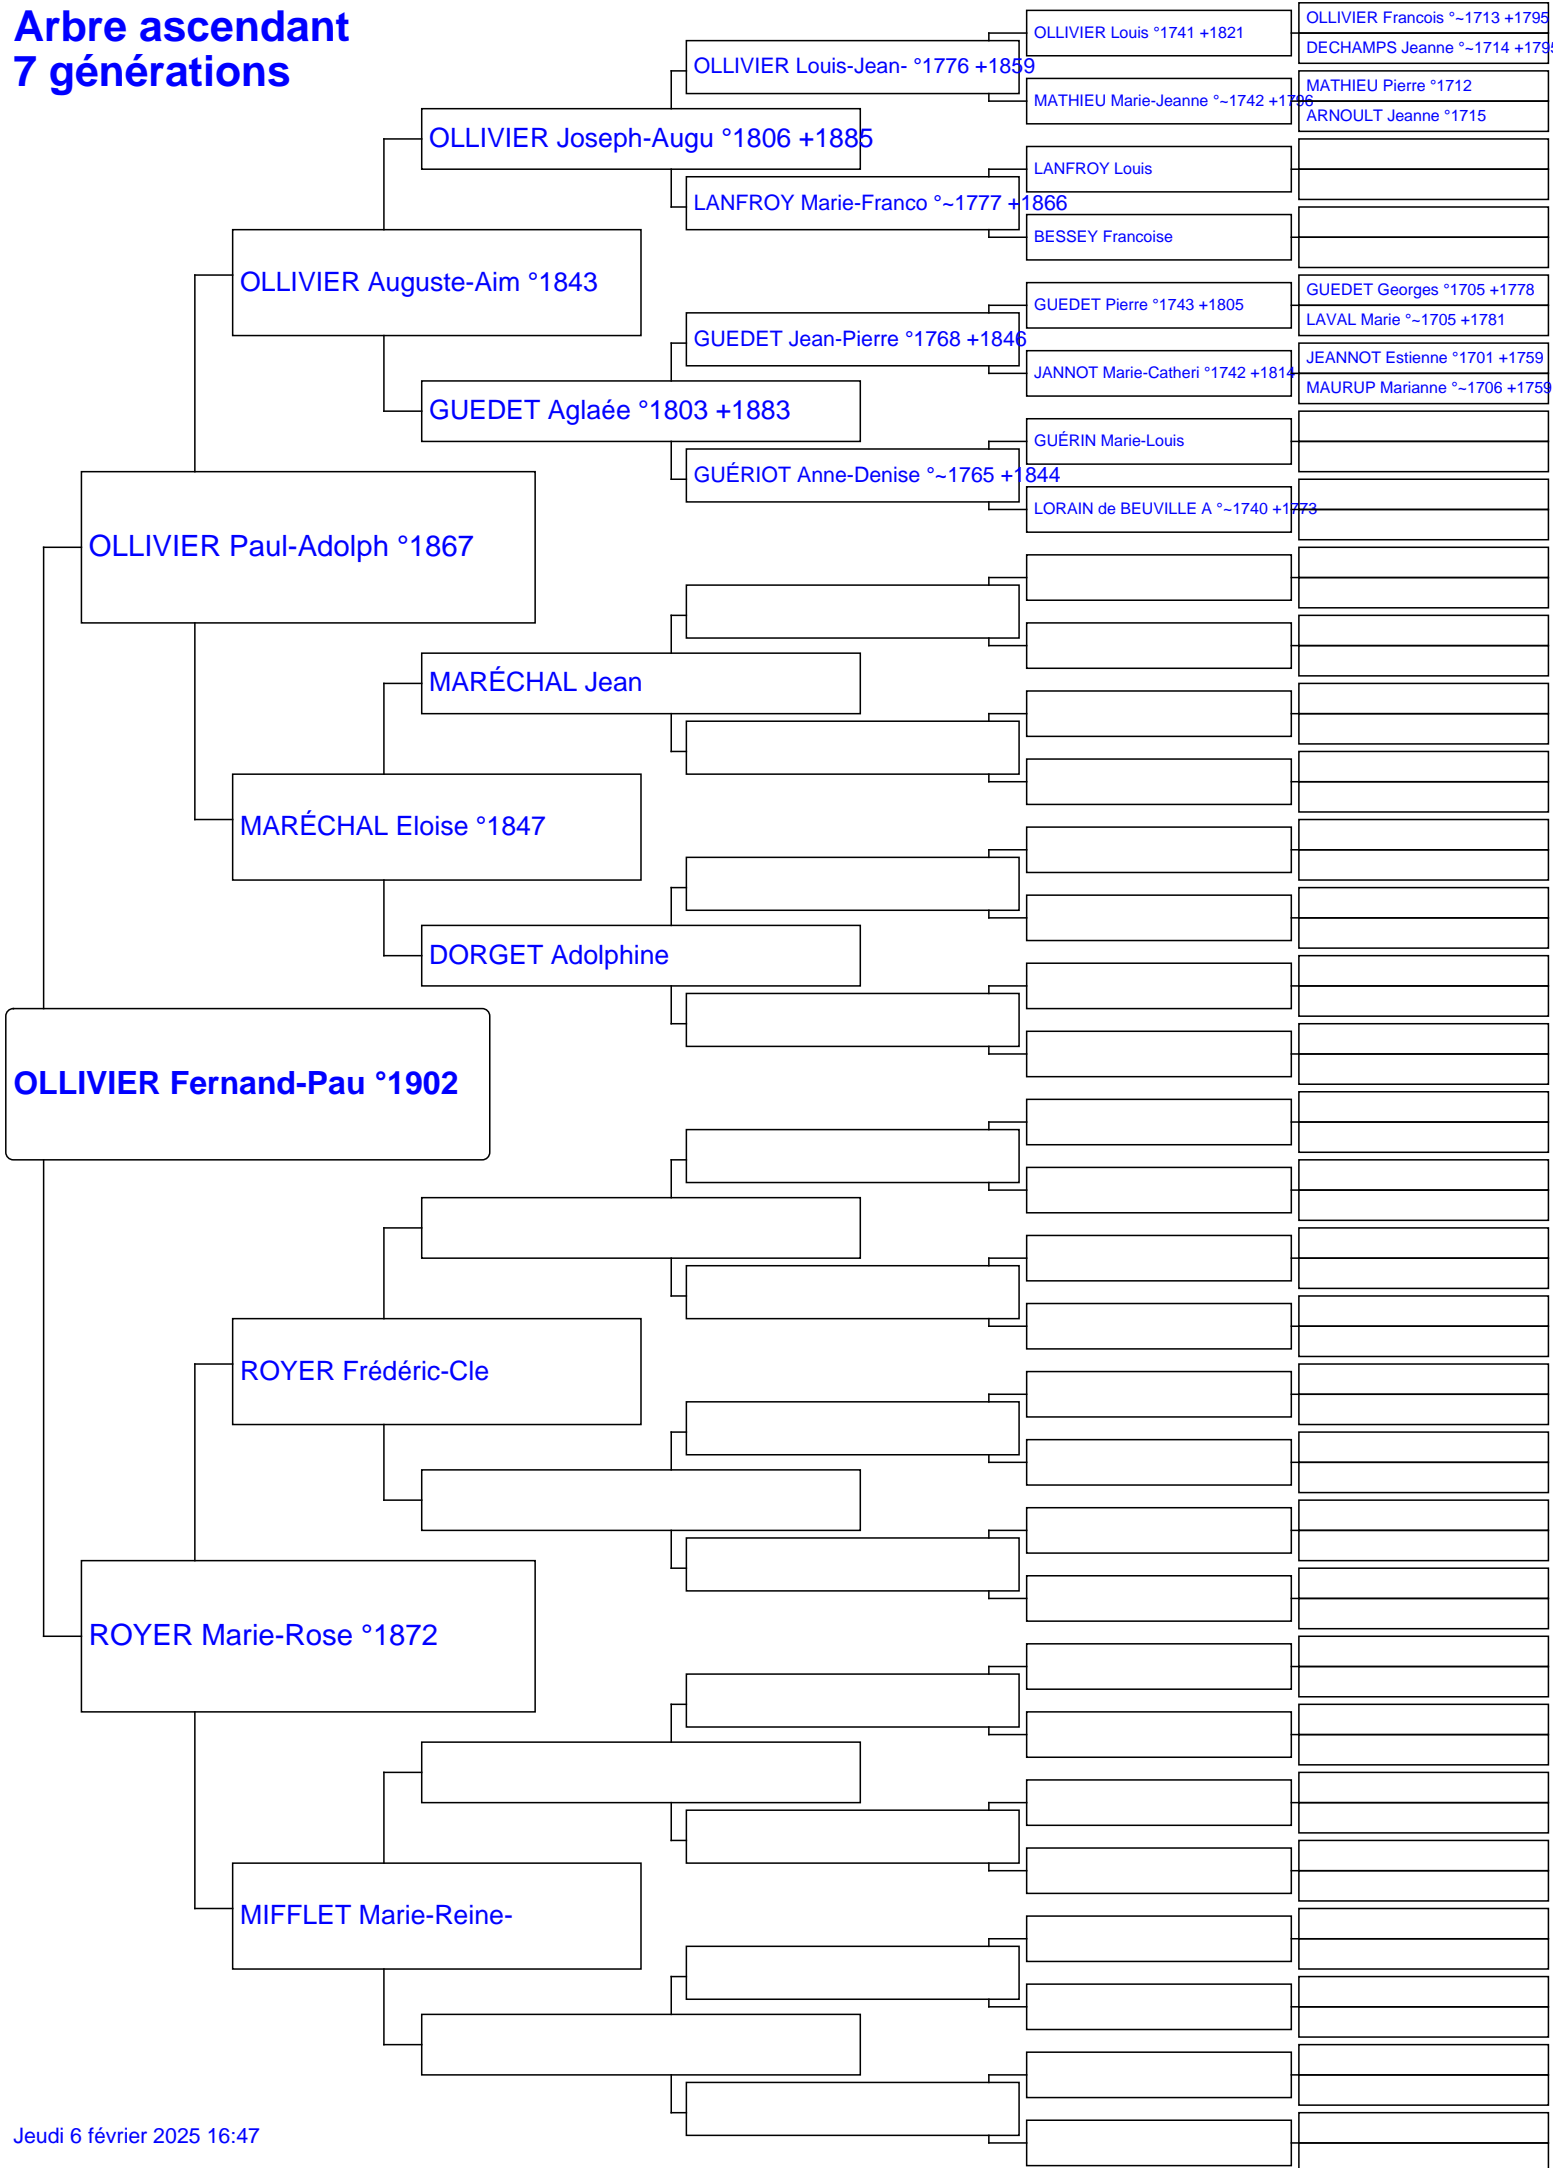 Arbre ascendant
7 générations
OLLIVIER Fernand-Pau °1902
OLLIVIER Paul-Adolph °1867
ROYER Marie-Rose °1872
OLLIVIER Auguste-Aim °1843
MARÉCHAL Eloise °1847
ROYER Frédéric-Cle
MIFFLET Marie-Reine-
OLLIVIER Joseph-Augu °1806 +1885
GUEDET Aglaée °1803 +1883
MARÉCHAL Jean
DORGET Adolphine
OLLIVIER Louis-Jean- °1776 +1859
LANFROY Marie-Franco °~1777 +1866
GUEDET Jean-Pierre °1768 +1846
GUÉRIOT Anne-Denise °~1765 +1844
OLLIVIER Louis °1741 +1821
MATHIEU Marie-Jeanne °~1742 +1796
LANFROY Louis
BESSEY Francoise
GUEDET Pierre °1743 +1805
JANNOT Marie-Catheri °1742 +1814
GUÉRIN Marie-Louis
LORAIN de BEUVILLE A °~1740 +1773
OLLIVIER Francois °~1713 +1795
DECHAMPS Jeanne °~1714 +1795
MATHIEU Pierre °1712
ARNOULT Jeanne °1715
GUEDET Georges °1705 +1778
LAVAL Marie °~1705 +1781
JEANNOT Estienne °1701 +1759
MAURUP Marianne °~1706 +1759
Jeudi 6 février 2025 16:47